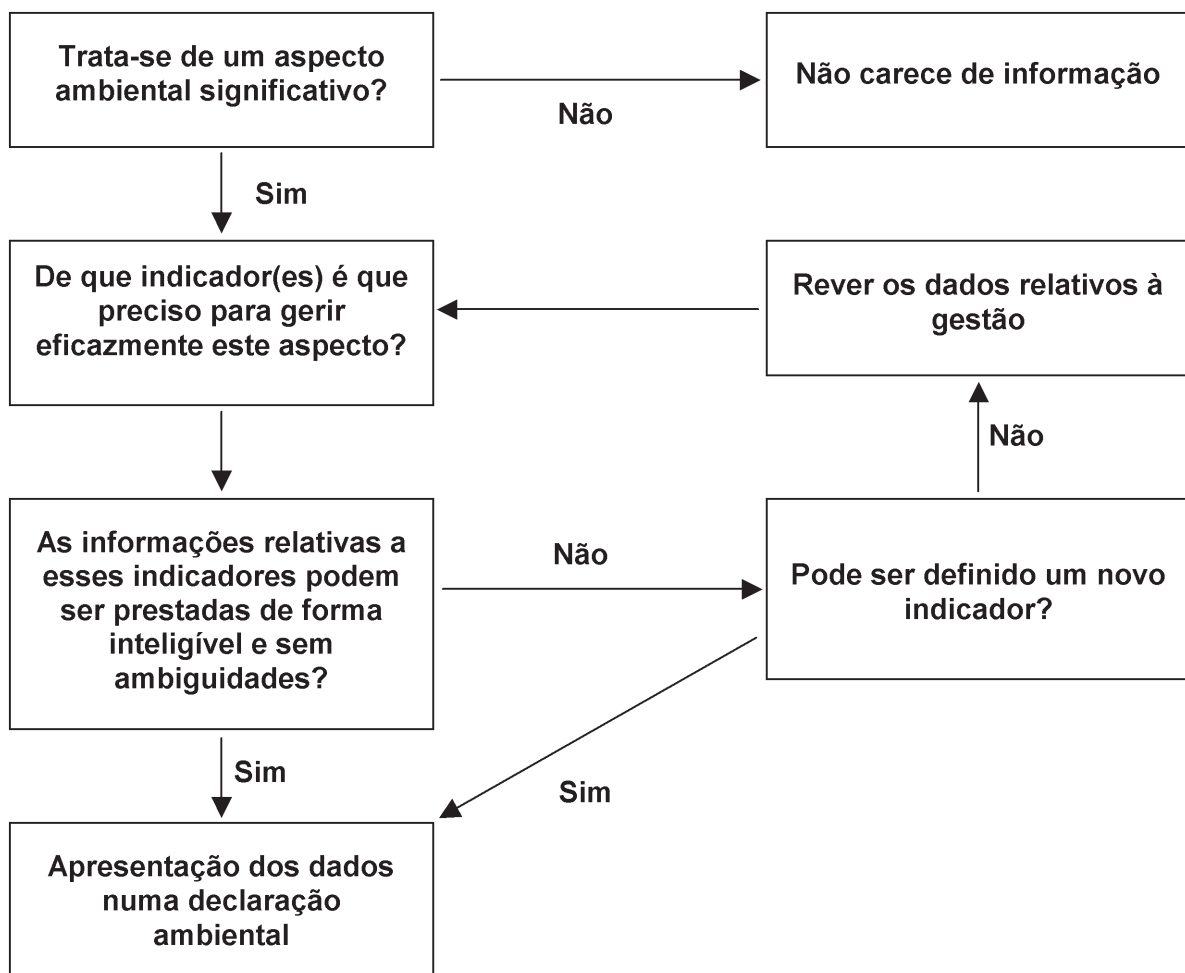 Trata-se de um aspecto
ambiental significativo?
Não
Não carece de informação
Sim
De que indicador(es) é que
preciso para gerir
eficazmente este aspecto?
Rever os dados relativos à
gestão
Não
As informações relativas a
esses indicadores podem
ser prestadas de forma
inteligível e sem
ambiguidades?
Não
Pode ser definido um novo
indicador?
Sim
Sim
Apresentação dos dados
numa declaração
ambiental